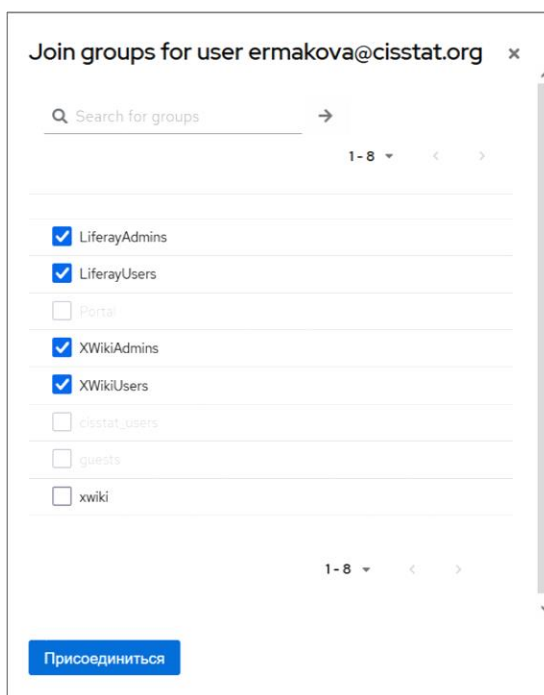 Join groups for user ermakova@cisstat.org
Search for groups
1 - 8
LiferayAdmins
LiferayUsers
Portal
XWikiAdmins
XWikiUsers
cisstat_users
guests
xwiki
1 - 8
Присоединиться